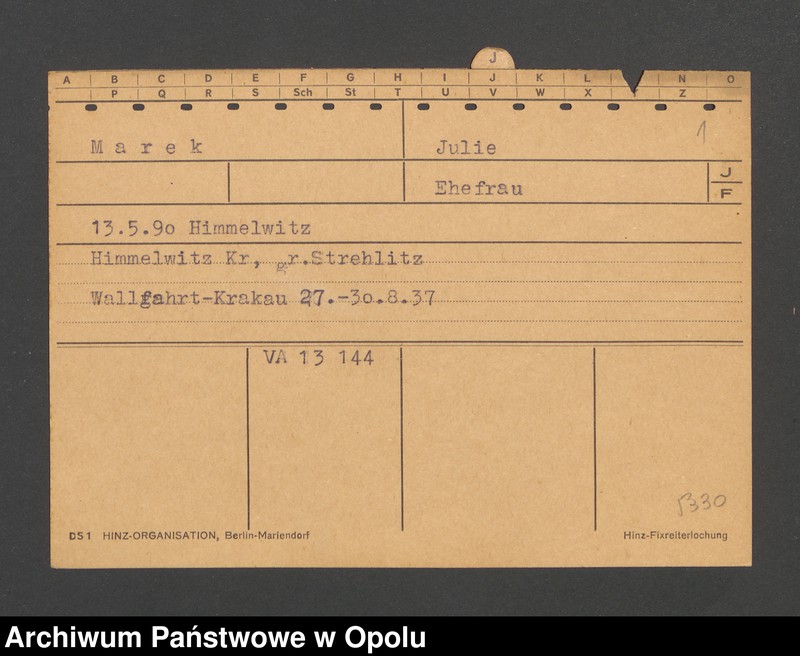 J
A B C D E F G H I J K L N O
P Q R S Sch St T U V W X Z
1
Marek Julie
Ehefrau J
F
13.5.90 Himmelwitz
Himmelwitz Kr, gr.Strehlitz
Wallfahrt-Krakau 27.-30.8.37
VA 13 144
330
DS1 HINZ-ORGANISATION, Berlin-Mariendorf Hinz-Fixreiterlochung
Archiwum Państwowe w Opolu